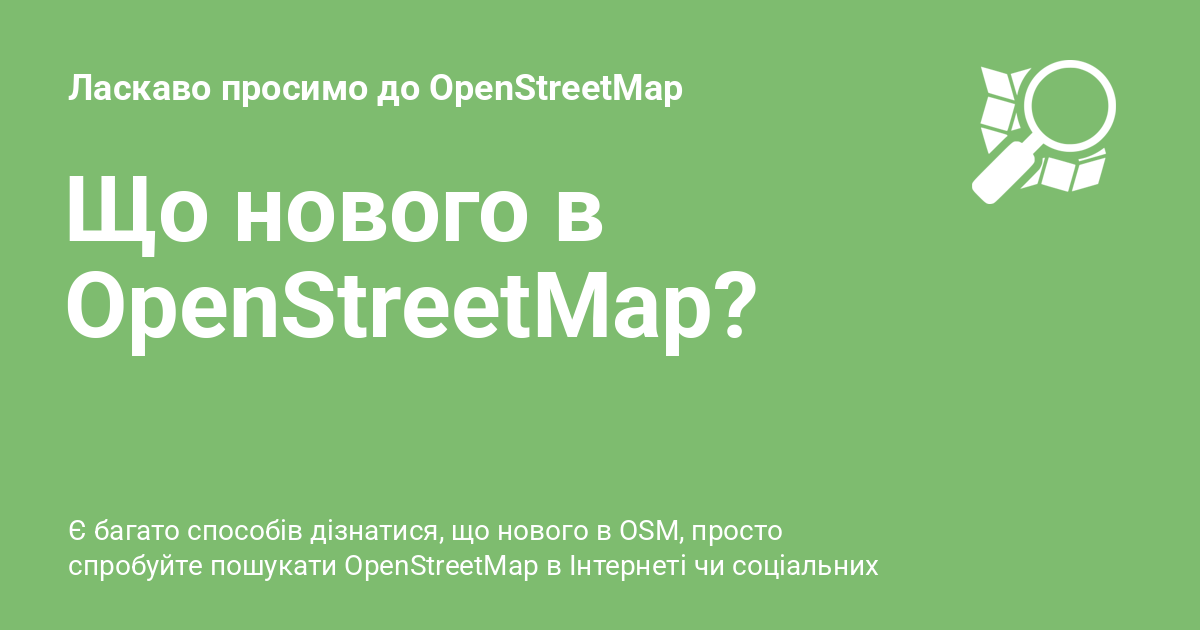 Ласкаво просимо до OpenStreetMap
Що нового в
OpenStreetMap?
Є багато способів дізнатися, що нового в OSM, просто
спробуйте пошукати OpenStreetMap в Інтернеті чи соціальних